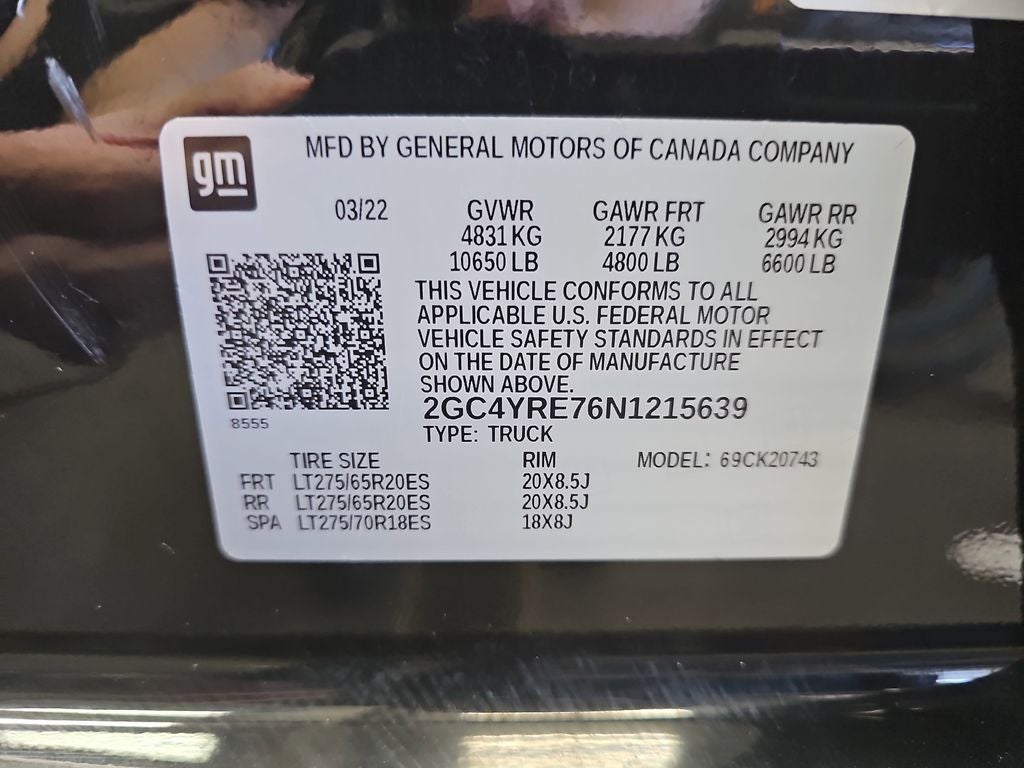 gm
MFD BY GENERAL MOTORS OF CANADA COMPANY
03/22 GVWR GAWR FRT GAWR RR
4831 KG 2177 KG 2994 KG
10650 LB 4800 LB 6600 LB
THIS VEHICLE CONFORMS TO ALL
APPLICABLE U.S. FEDERAL MOTOR
VEHICLE SAFETY STANDARDS IN EFFECT
ON THE DATE OF MANUFACTURE
SHOWN ABOVE.
2GC4YRE76N1215639
8555
TYPE: TRUCK
TIRE SIZE RIM MODEL: 69CK20743
FRT LT275/65R20ES 20X8.5J
RR LT275/65R20ES 20X8.5J
SPA LT275/70R18ES 18X8J